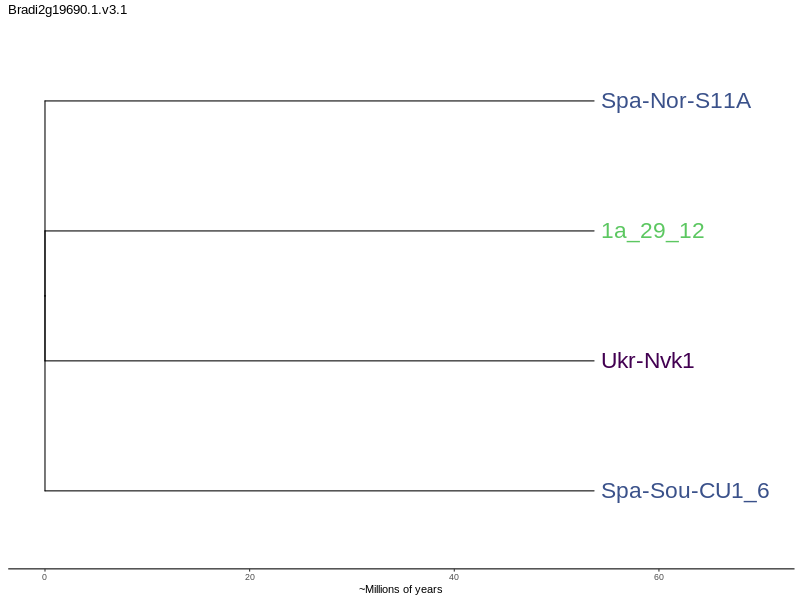 Bradi2g19690.1.v3.1
Spa-Nor-S11A
1a_29_12
Ukr-Nvk1
Spa-Sou-CU1_6
0 20 40 60
~Millions of years